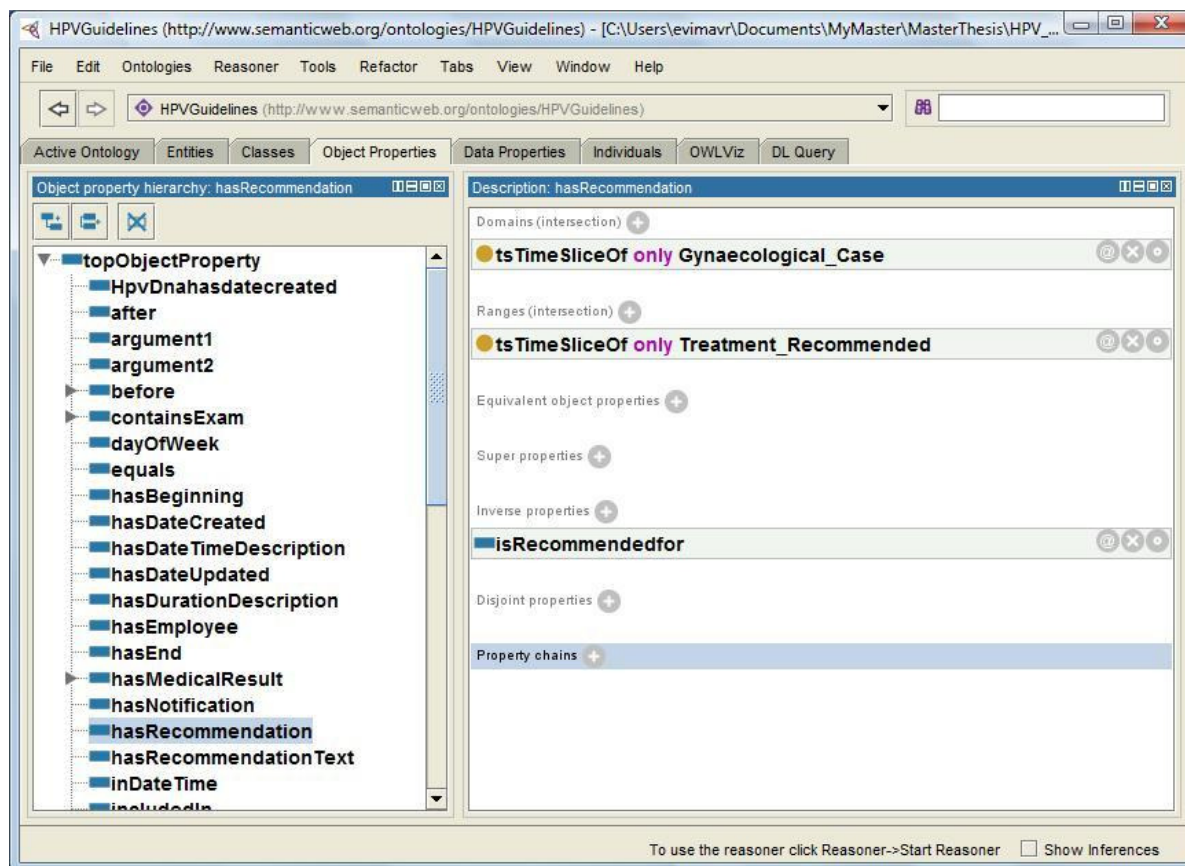 HPVGuidelines (http://www.semanticweb.org/ontologies/HPVGuidelines) - [C:\Users\evimavr\Documents\MyMaster\MasterThesis\HPV_...
File Edit Ontologies Reasoner Tools Refactor Tabs View Window Help
HPVGuidelines (http://www.semanticweb.org/ontologies/HPVGuidelines)
Active Ontology Entities Classes Object Properties Data Properties Individuals OWLViz DL Query
Object property hierarchy: hasRecommendation
topObjectProperty
HpvDnahasdatecreated
after
argument1
argument2
before
containsExam
dayOfWeek
equals
hasBeginning
hasDateCreated
hasDateTimeDescription
hasDateUpdated
hasDurationDescription
hasEmployee
hasEnd
hasMedicalResult
hasNotification
hasRecommendation
hasRecommendationText
inDateTime
includedIn
Description: hasRecommendation
Domains (intersection)
tsTimeSliceOf only Gynaecological_Case
Ranges (intersection)
tsTimeSliceOf only Treatment_Recommended
Equivalent object properties
Super properties
Inverse properties
isRecommendedfor
Disjoint properties
Property chains
To use the reasoner click Reasoner->Start Reasoner Show Inferences